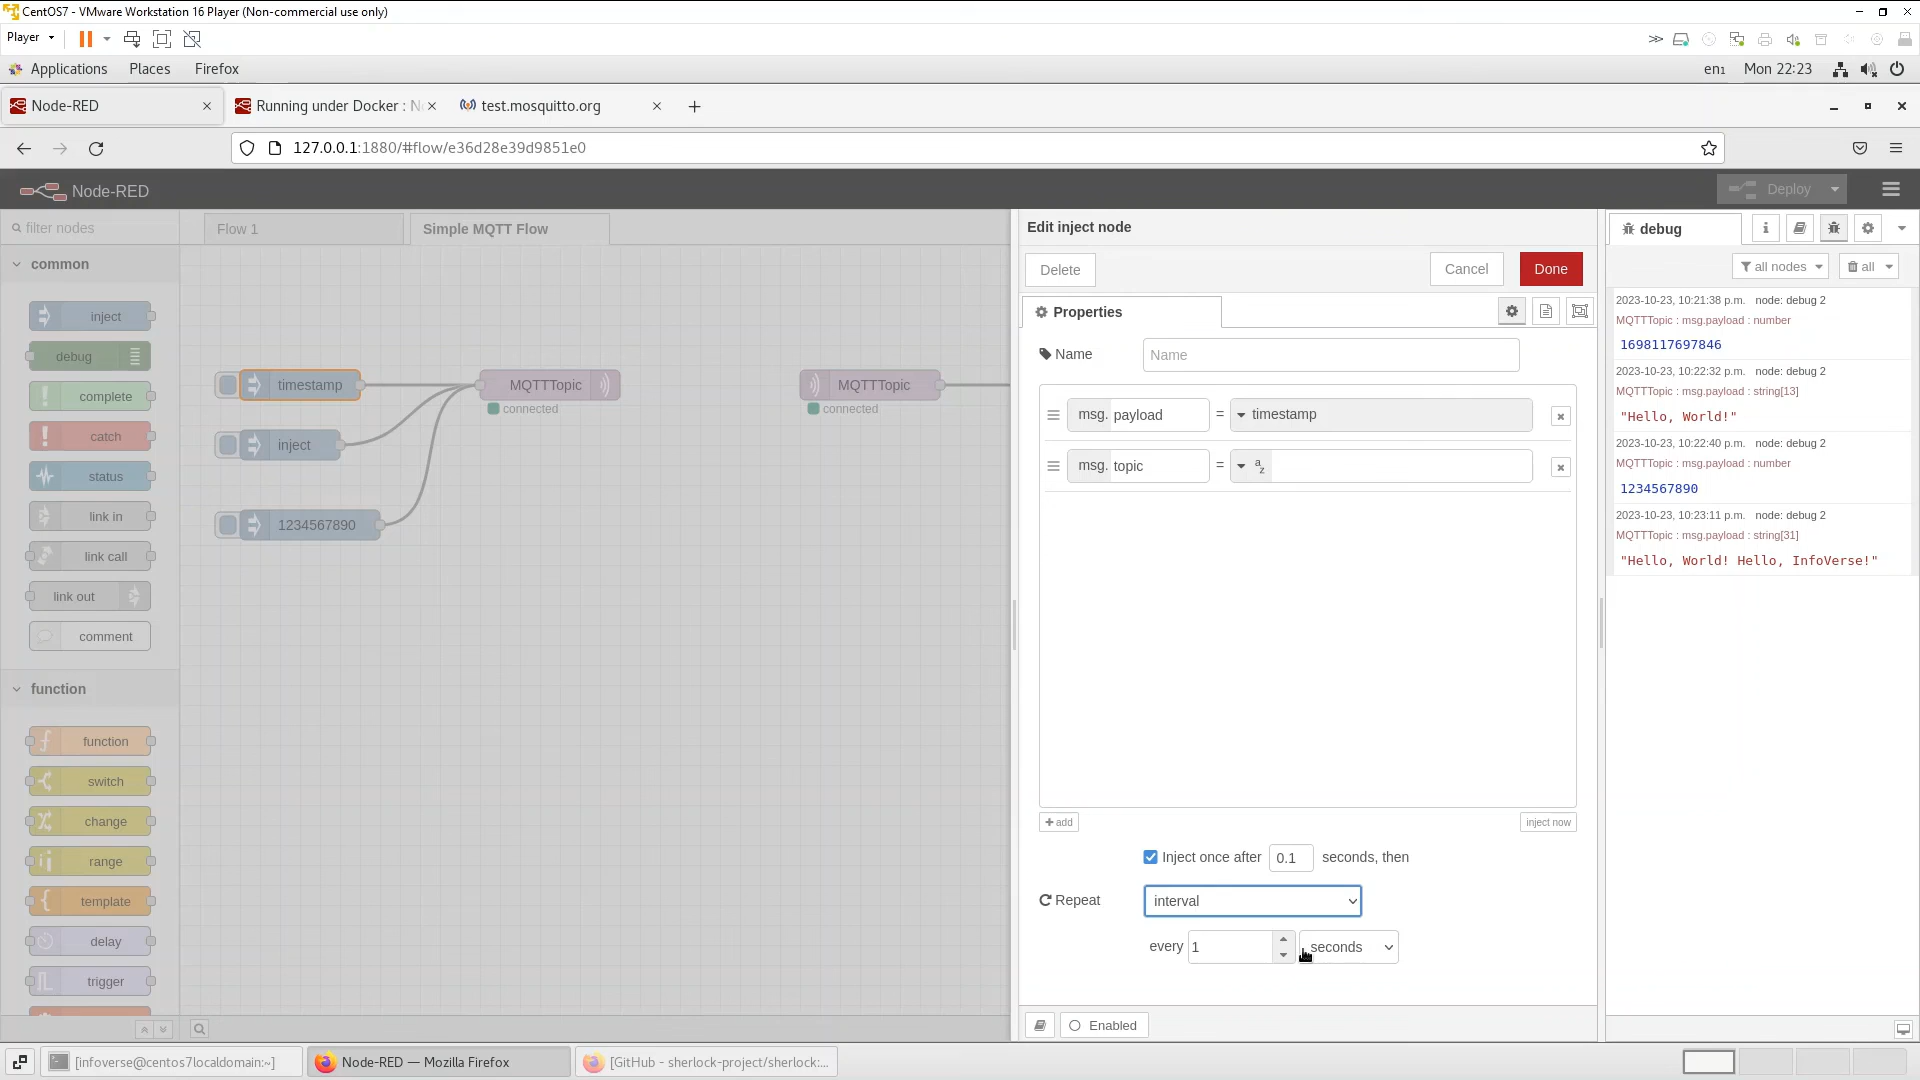 CentOS7 - VMware Workstation 16 Player (Non-commercial use only)
Player
Applications Places Firefox
en1 Mon 22:23
Node-RED
Running under Docker : N
test.mosquitto.org
127.0.0.1:1880/#flow/e36d28e39d9851e0
Node-RED
Deploy
filter nodes
Flow 1
Simple MQTT Flow
common
inject
debug
complete
catch
status
link in
link call
link out
comment
function
function
switch
change
range
template
delay
trigger
timestamp
inject
1234567890
MQTTTopic
connected
MQTTTopic
connected
Edit inject node
Delete
Cancel
Done
Properties
Name
Name
msg. payload = timestamp
msg. topic = az
add
inject now
Inject once after 0.1 seconds, then
Repeat interval
every 1 seconds
Enabled
debug
all nodes
all
2023-10-23, 10:21:38 p.m. node: debug 2
MQTTTopic : msg.payload : number
1698117697846
2023-10-23, 10:22:32 p.m. node: debug 2
MQTTTopic : msg.payload : string[13]
"Hello, World!"
2023-10-23, 10:22:40 p.m. node: debug 2
MQTTTopic : msg.payload : number
1234567890
2023-10-23, 10:23:11 p.m. node: debug 2
MQTTTopic : msg.payload : string[31]
"Hello, World! Hello, InfoVerse!"
[infoverse@centos7localdomain:~]
Node-RED — Mozilla Firefox
[GitHub - sherlock-project/sherlock:...